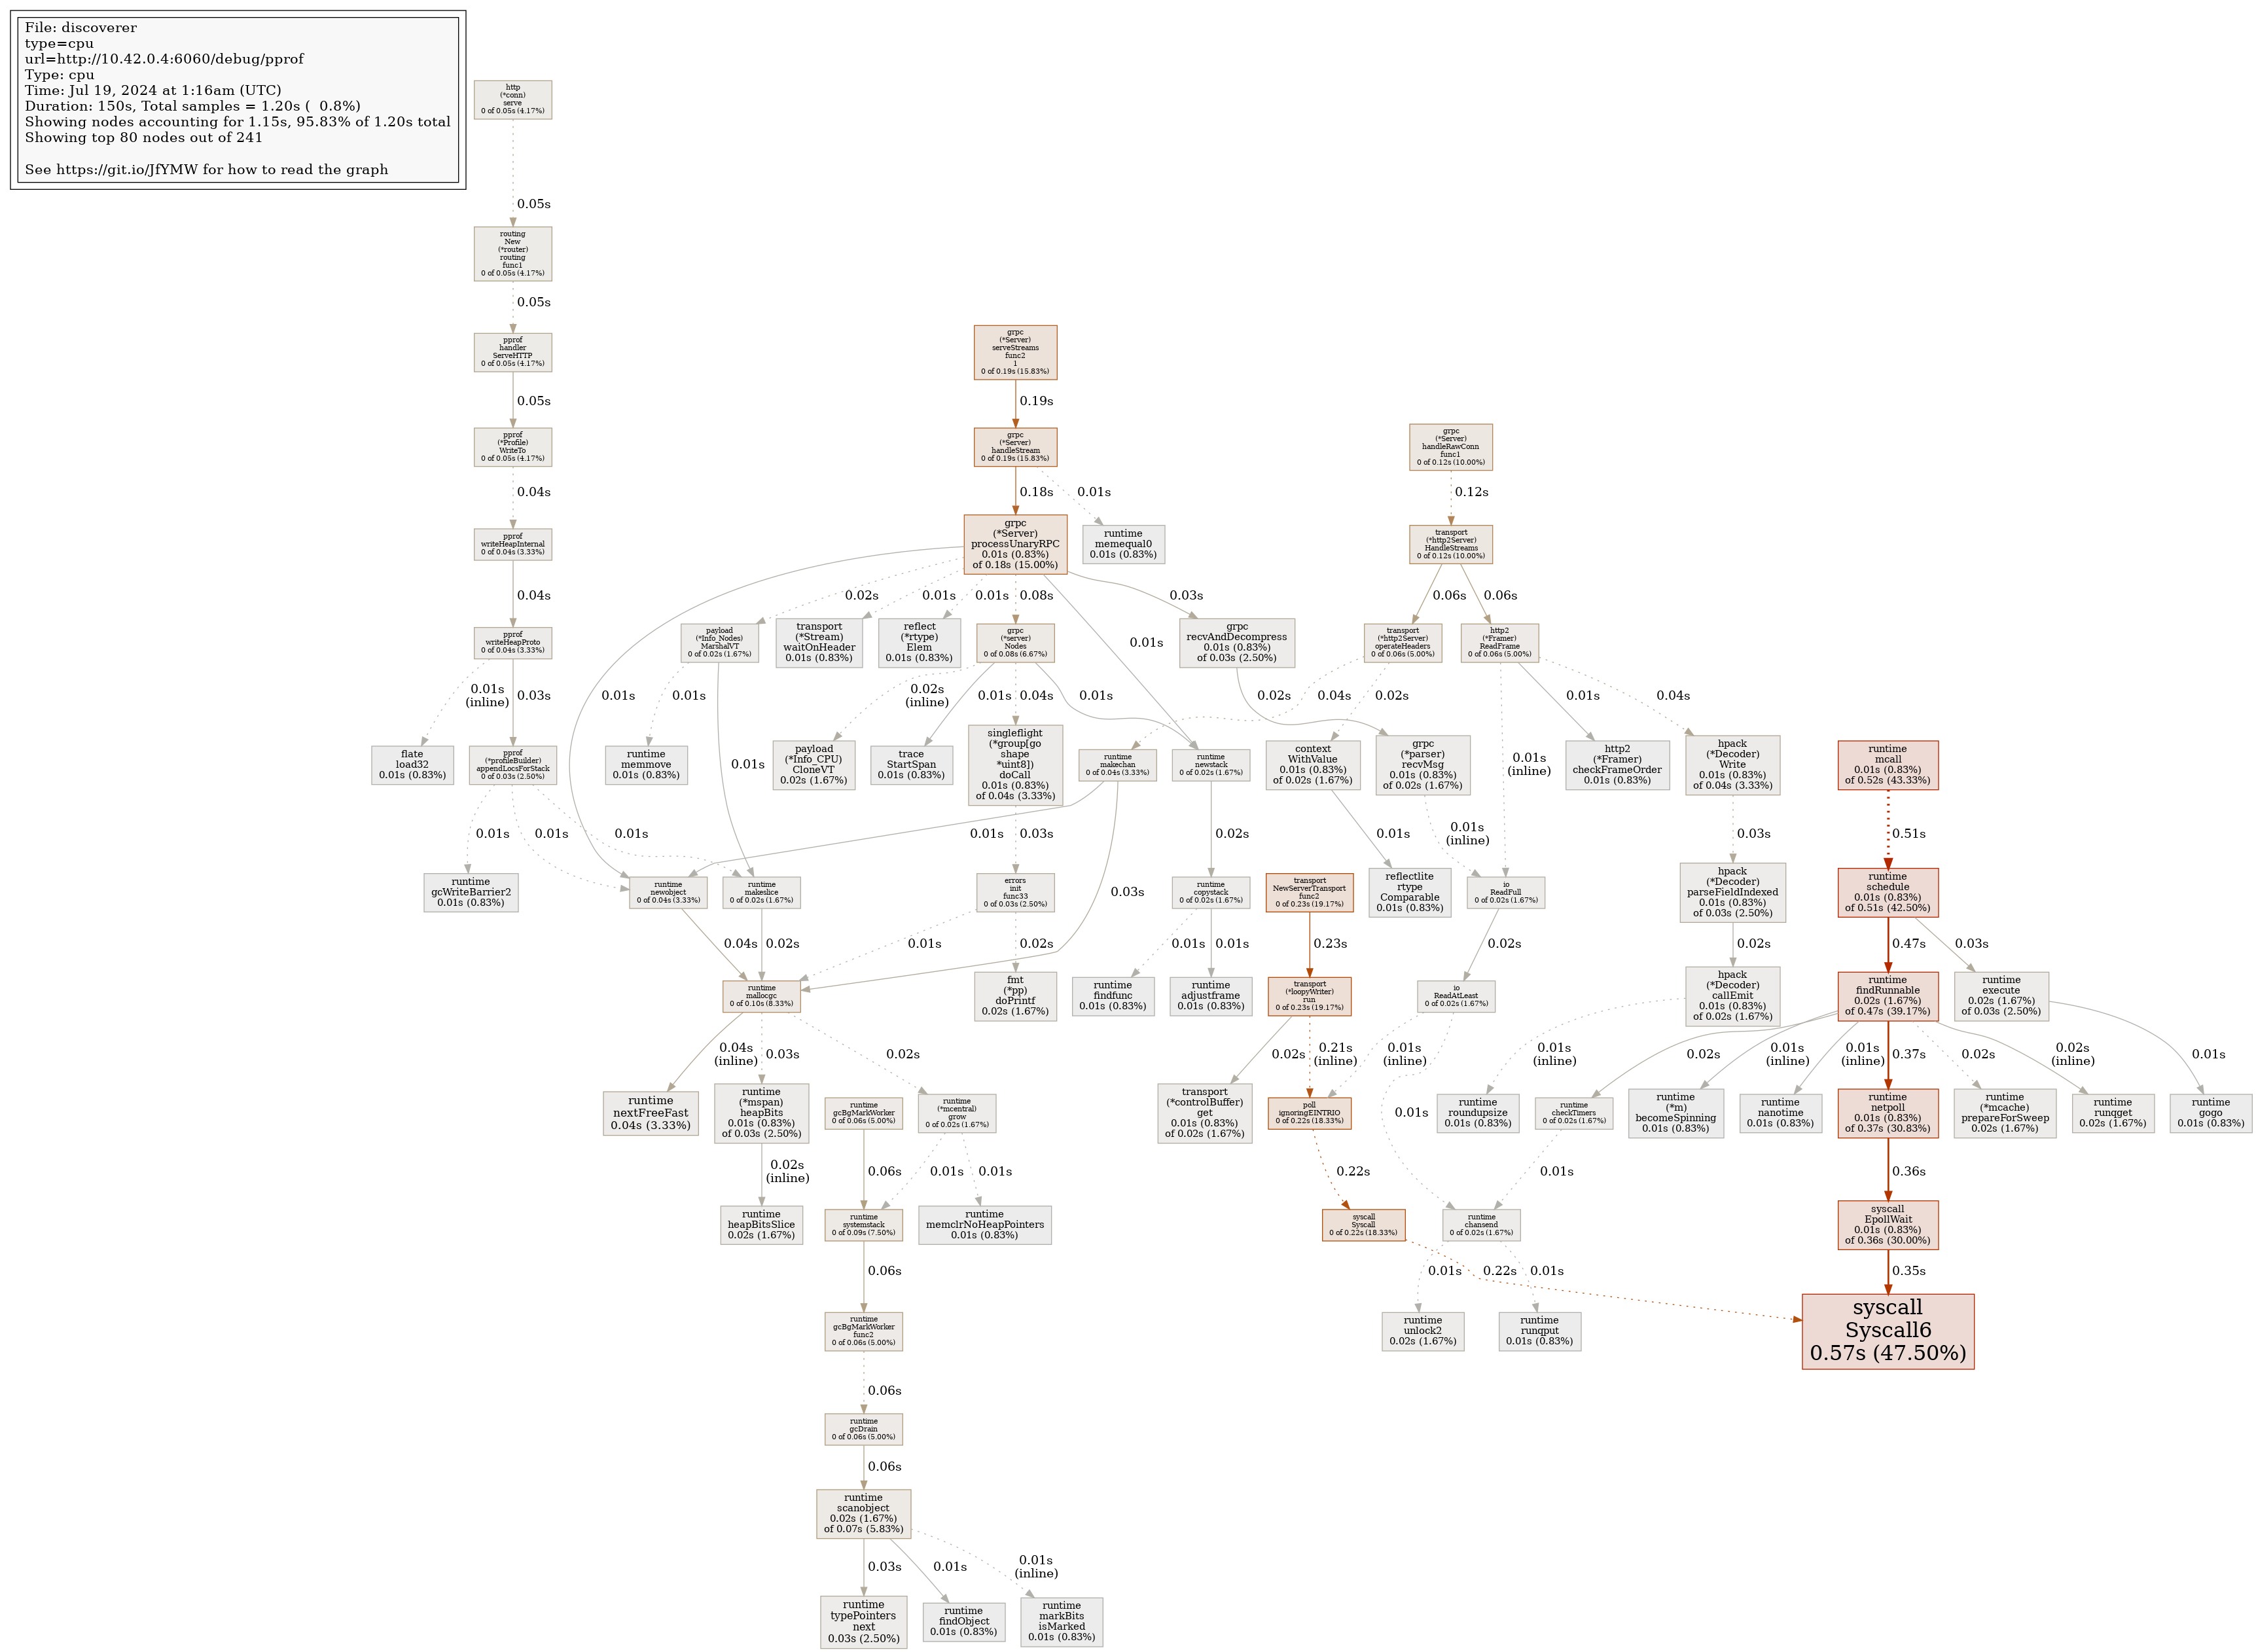 File: discoverer
type=cpu
url=http://10.42.0.4:6060/debug/pprof
Type: cpu
Time: Jul 19, 2024 at 1:16am (UTC)
Duration: 150s, Total samples = 1.20s (  0.8%)
Showing nodes accounting for 1.15s, 95.83% of 1.20s total
Showing top 80 nodes out of 241
See https://git.io/JfYMW for how to read the graph
http
(*conn)
serve
0 of 0.05s (4.17%)
0.05s
routing
New
(*router)
routing
func1
0 of 0.05s (4.17%)
0.05s
pprof
handler
ServeHTTP
0 of 0.05s (4.17%)
0.05s
pprof
(*Profile)
WriteTo
0 of 0.05s (4.17%)
0.04s
pprof
writeHeapInternal
0 of 0.04s (3.33%)
0.04s
pprof
writeHeapProto
0 of 0.04s (3.33%)
0.01s
(inline)
0.03s
flate
load32
0.01s (0.83%)
pprof
(*profileBuilder)
appendLocsForStack
0 of 0.03s (2.50%)
0.01s
0.01s
0.01s
runtime
gcWriteBarrier2
0.01s (0.83%)
grpc
(*Server)
serveStreams
func2
1
0 of 0.19s (15.83%)
0.19s
grpc
(*Server)
handleStream
0 of 0.19s (15.83%)
0.18s
0.01s
grpc
(*Server)
processUnaryRPC
0.01s (0.83%)
of 0.18s (15.00%)
runtime
memequal0
0.01s (0.83%)
0.02s
0.01s
0.01s
0.08s
0.03s
0.01s
0.01s
payload
(*Info_Nodes)
MarshalVT
0 of 0.02s (1.67%)
transport
(*Stream)
waitOnHeader
0.01s (0.83%)
reflect
(*rtype)
Elem
0.01s (0.83%)
grpc
(*server)
Nodes
0 of 0.08s (6.67%)
grpc
recvAndDecompress
0.01s (0.83%)
of 0.03s (2.50%)
0.01s
0.01s
0.02s
(inline)
0.01s
0.04s
0.01s
0.02s
runtime
memmove
0.01s (0.83%)
payload
(*Info_CPU)
CloneVT
0.02s (1.67%)
trace
StartSpan
0.01s (0.83%)
singleflight
(*group[go
shape
*uint8])
doCall
0.01s (0.83%)
of 0.04s (3.33%)
runtime
makechan
0 of 0.04s (3.33%)
runtime
newstack
0 of 0.02s (1.67%)
0.01s
0.03s
0.03s
0.02s
runtime
newobject
0 of 0.04s (3.33%)
runtime
makeslice
0 of 0.02s (1.67%)
errors
init
func33
0 of 0.03s (2.50%)
runtime
copystack
0 of 0.02s (1.67%)
0.04s
0.02s
0.01s
0.02s
0.01s
0.01s
runtime
mallocgc
0 of 0.10s (8.33%)
fmt
(*pp)
doPrintf
0.02s (1.67%)
runtime
findfunc
0.01s (0.83%)
runtime
adjustframe
0.01s (0.83%)
0.04s
(inline)
0.03s
0.02s
runtime
nextFreeFast
0.04s (3.33%)
runtime
(*mspan)
heapBits
0.01s (0.83%)
of 0.03s (2.50%)
runtime
gcBgMarkWorker
0 of 0.06s (5.00%)
runtime
(*mcentral)
grow
0 of 0.02s (1.67%)
0.02s
(inline)
0.06s
0.01s
0.01s
runtime
heapBitsSlice
0.02s (1.67%)
runtime
systemstack
0 of 0.09s (7.50%)
runtime
memclrNoHeapPointers
0.01s (0.83%)
0.06s
runtime
gcBgMarkWorker
func2
0 of 0.06s (5.00%)
0.06s
runtime
gcDrain
0 of 0.06s (5.00%)
0.06s
runtime
scanobject
0.02s (1.67%)
of 0.07s (5.83%)
0.03s
0.01s
0.01s
(inline)
runtime
typePointers
next
0.03s (2.50%)
runtime
findObject
0.01s (0.83%)
runtime
markBits
isMarked
0.01s (0.83%)
grpc
(*Server)
handleRawConn
func1
0 of 0.12s (10.00%)
0.12s
transport
(*http2Server)
HandleStreams
0 of 0.12s (10.00%)
0.06s
0.06s
transport
(*http2Server)
operateHeaders
0 of 0.06s (5.00%)
http2
(*Framer)
ReadFrame
0 of 0.06s (5.00%)
0.04s
0.02s
0.01s
(inline)
0.01s
0.04s
context
WithValue
0.01s (0.83%)
of 0.02s (1.67%)
grpc
(*parser)
recvMsg
0.01s (0.83%)
of 0.02s (1.67%)
http2
(*Framer)
checkFrameOrder
0.01s (0.83%)
hpack
(*Decoder)
Write
0.01s (0.83%)
of 0.04s (3.33%)
0.01s
0.01s
(inline)
0.03s
transport
NewServerTransport
func2
0 of 0.23s (19.17%)
reflectlite
rtype
Comparable
0.01s (0.83%)
io
ReadFull
0 of 0.02s (1.67%)
hpack
(*Decoder)
parseFieldIndexed
0.01s (0.83%)
of 0.03s (2.50%)
0.23s
0.02s
0.02s
transport
(*loopyWriter)
run
0 of 0.23s (19.17%)
io
ReadAtLeast
0 of 0.02s (1.67%)
hpack
(*Decoder)
callEmit
0.01s (0.83%)
of 0.02s (1.67%)
0.02s
0.21s
(inline)
0.01s
(inline)
0.01s
0.01s
(inline)
transport
(*controlBuffer)
get
0.01s (0.83%)
of 0.02s (1.67%)
poll
ignoringEINTRIO
0 of 0.22s (18.33%)
runtime
roundupsize
0.01s (0.83%)
0.22s
syscall
Syscall
0 of 0.22s (18.33%)
runtime
chansend
0 of 0.02s (1.67%)
0.22s
0.01s
0.01s
runtime
unlock2
0.02s (1.67%)
runtime
runqput
0.01s (0.83%)
runtime
mcall
0.01s (0.83%)
of 0.52s (43.33%)
0.51s
runtime
schedule
0.01s (0.83%)
of 0.51s (42.50%)
0.47s
0.03s
runtime
findRunnable
0.02s (1.67%)
of 0.47s (39.17%)
runtime
execute
0.02s (1.67%)
of 0.03s (2.50%)
0.02s
0.01s
(inline)
0.01s
(inline)
0.37s
0.02s
0.02s
(inline)
0.01s
runtime
checkTimers
0 of 0.02s (1.67%)
runtime
(*m)
becomeSpinning
0.01s (0.83%)
runtime
nanotime
0.01s (0.83%)
runtime
netpoll
0.01s (0.83%)
of 0.37s (30.83%)
runtime
(*mcache)
prepareForSweep
0.02s (1.67%)
runtime
runqget
0.02s (1.67%)
runtime
gogo
0.01s (0.83%)
0.01s
0.36s
syscall
EpollWait
0.01s (0.83%)
of 0.36s (30.00%)
0.35s
syscall
Syscall6
0.57s (47.50%)